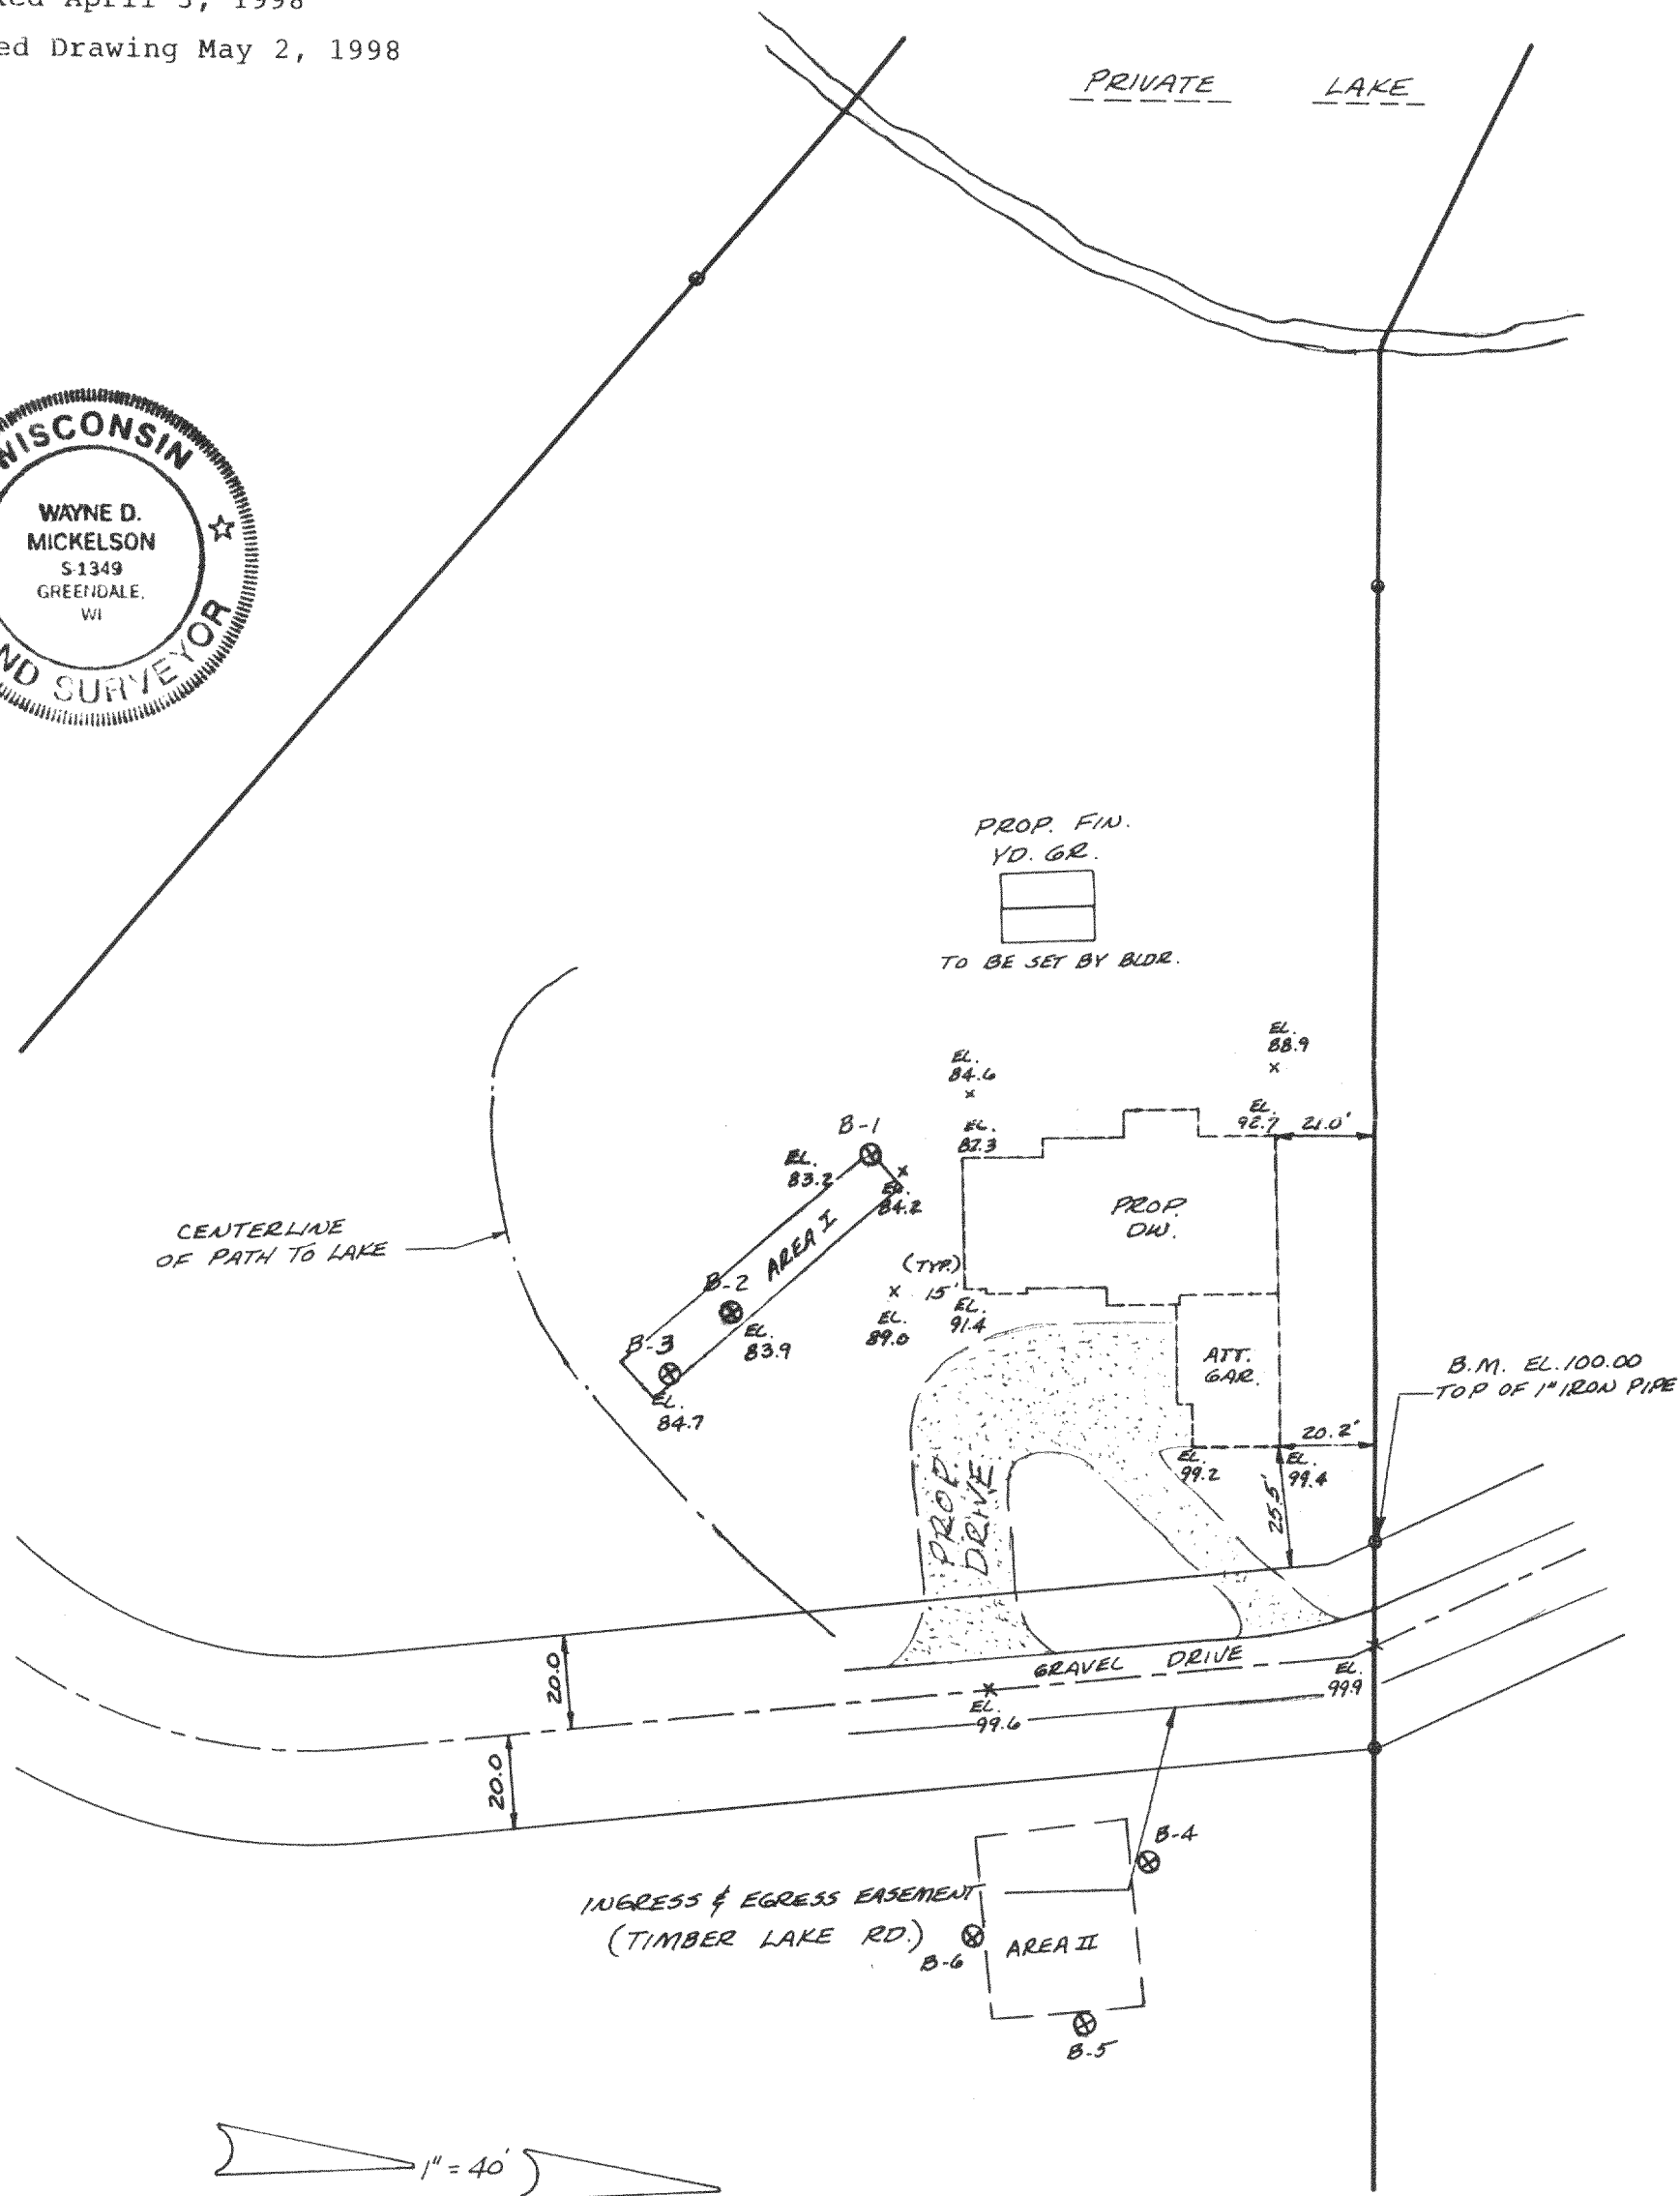 April 3, 1998
Drawing May 2, 1998
PRIVATE LAKE
WISCONSIN
WAYNE D.
MICKELSON
S-1349
GREENDALE,
WI
SURVEYOR
PROP. FIN.
YD. GR.
TO BE SET BY BLDR.
EL.
88.9
EL.
84.6
EL.
92.7
21.0'
EL.
82.3
B-1
EL.
83.2
EL.
84.2
AREA I
PROP.
DW.
CENTERLINE
OF PATH TO LAKE
B-2
(TYP.)
15'
EL.
83.9
EL.
89.0
EL.
91.4
B-3
EL.
84.7
ATT.
GAR.
B.M. EL. 100.00
TOP OF 1" IRON PIPE
20.2'
EL.
99.2
EL.
99.4
25.5'
PROP.
DRIVE
20.0
GRAVEL DRIVE
EL.
99.9
EL.
99.6
20.0
B-4
INGRESS & EGRESS EASEMENT
(TIMBER LAKE RD.)
B-6
AREA II
B-5
1" = 40'